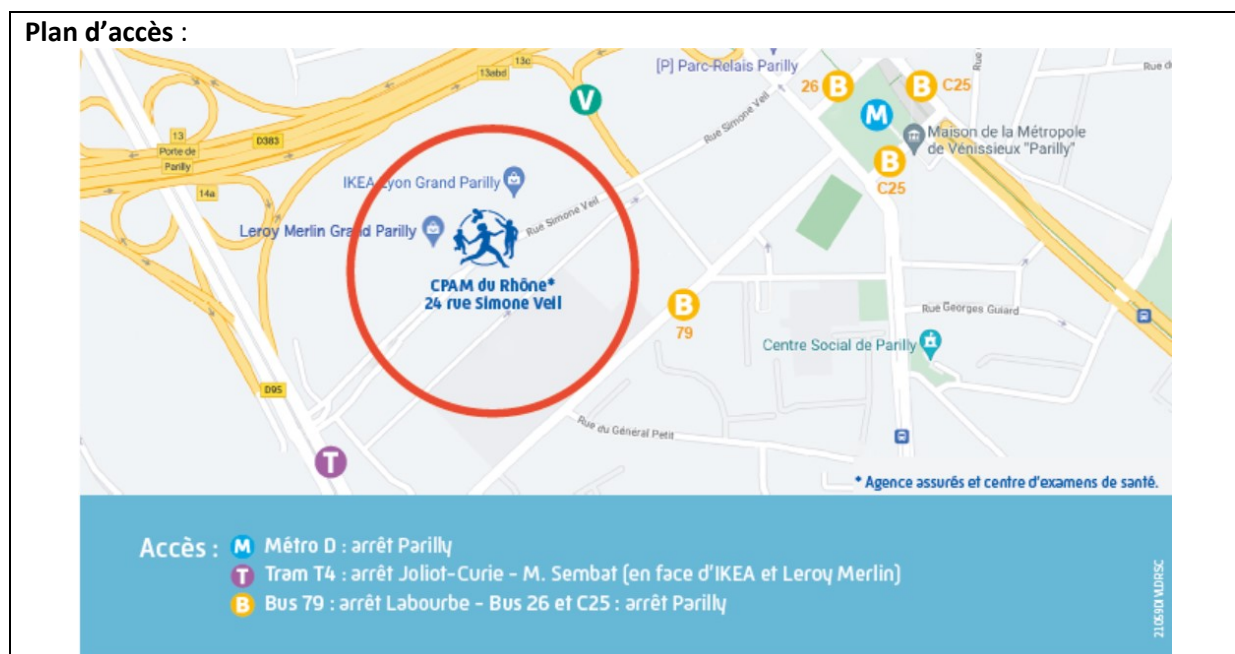 Plan d'accès :
13c
13abd
[P] Parc-Relais Parilly
26 B
B C25
Rue
Rue d
V
M
Rue Simone Veil
D383
13
Porte de
Parilly
Maison de la Métropole
de Vénissieux "Parilly"
B
C25
14a
IKEA Lyon Grand Parilly
Leroy Merlin Grand Parilly
Rue Simone Veil
CPAM du Rhône*
24 rue Simone Veil
B
79
Rue Georges Guiard
Centre Social de Parilly
D95
Rue du Général Petit
T
* Agence assurés et centre d'examens de santé.
Accès : M Métro D : arrêt Parilly
T Tram T4 : arrêt Joliot-Curie - M. Sembat (en face d'IKEA et Leroy Merlin)
B Bus 79 : arrêt Labourbe - Bus 26 et C25 : arrêt Parilly